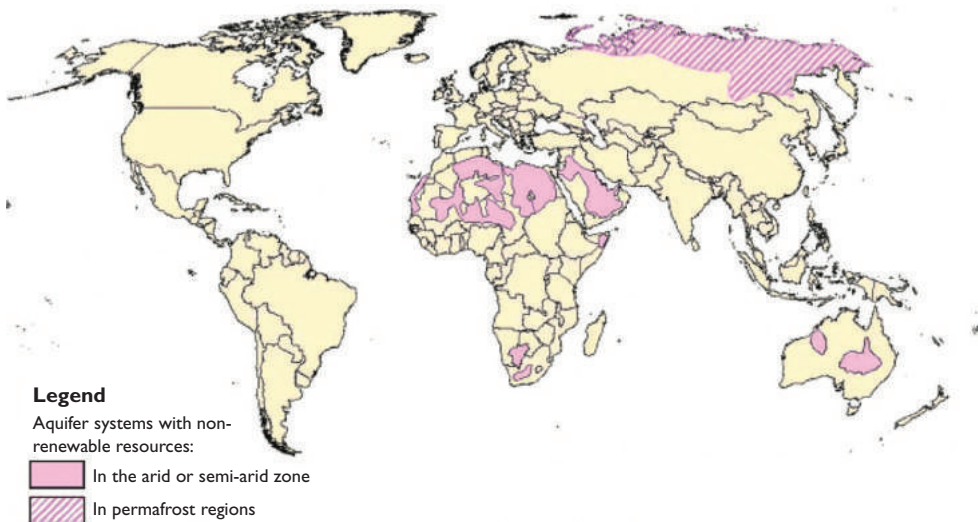 Legend
Aquifer systems with non-
renewable resources:
In the arid or semi-arid zone
In permafrost regions